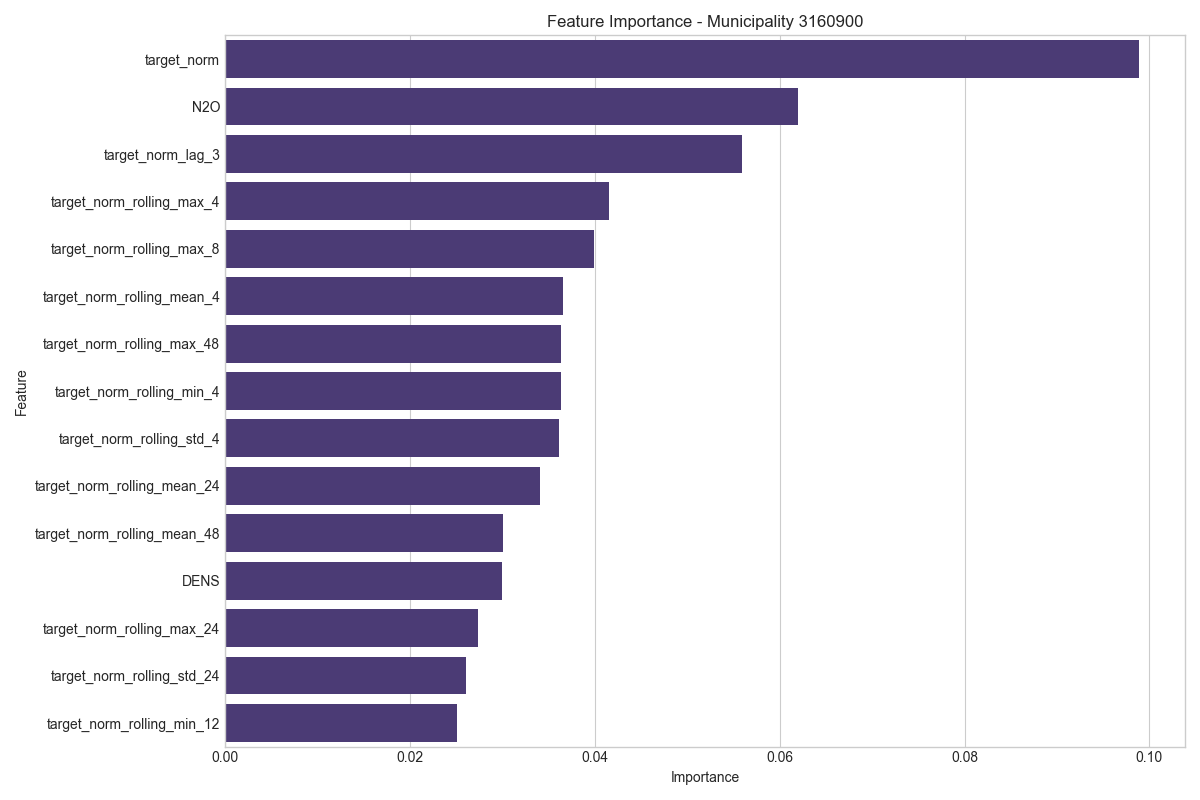 Feature Importance - Municipality 3160900
Feature
target_norm
N2O
target_norm_lag_3
target_norm_rolling_max_4
target_norm_rolling_max_8
target_norm_rolling_mean_4
target_norm_rolling_max_48
target_norm_rolling_min_4
target_norm_rolling_std_4
target_norm_rolling_mean_24
target_norm_rolling_mean_48
DENS
target_norm_rolling_max_24
target_norm_rolling_std_24
target_norm_rolling_min_12
0.00 0.02 0.04 0.06 0.08 0.10
Importance